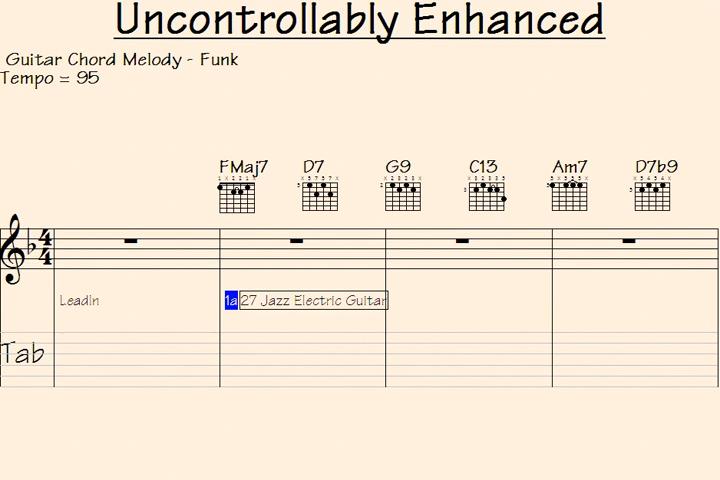 Uncontrollably Enhanced
Guitar Chord Melody - Funk
Tempo = 95
FMaj7 D7 G9 C13 Am7 D7b9
4
4
Leadin 1a 27 Jazz Electric Guitar
Tab